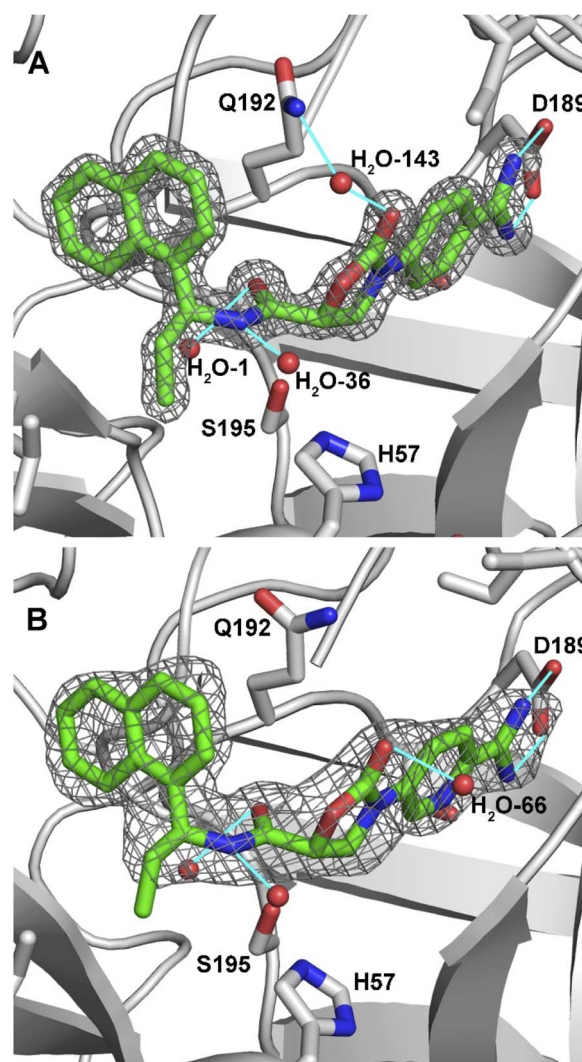 A
Q192
D189
H₂O-143
H₂O-1
H₂O-36
S195
H57
B
Q192
D189
H₂O-66
S195
H57